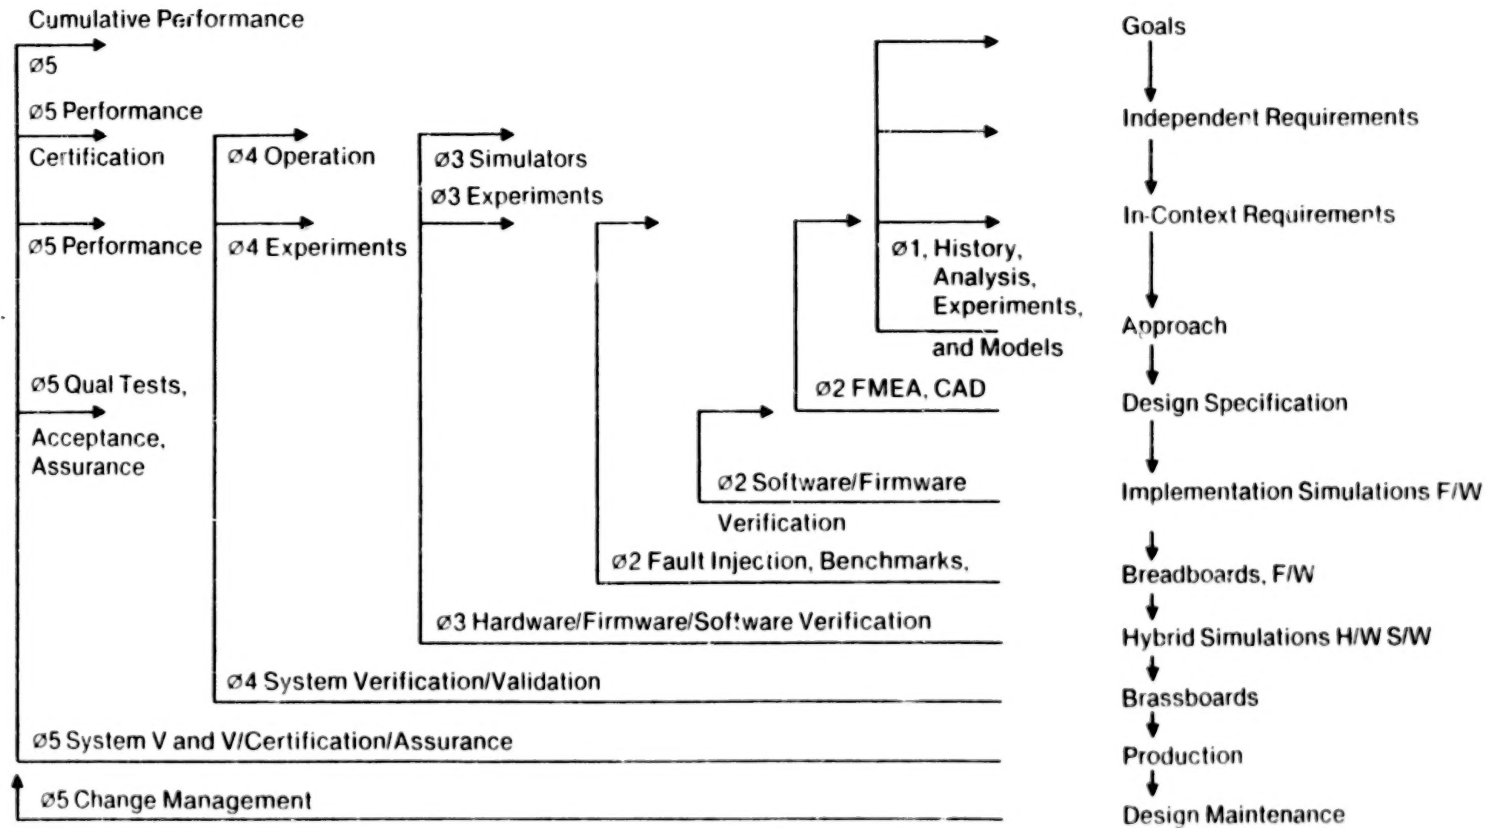 Cumulative Performance
Goals
ø5
ø5 Performance
Independent Requirements
Certification
ø4 Operation
ø3 Simulators
ø3 Experiments
In-Context Requirements
ø5 Performance
ø4 Experiments
ø1, History,
Analysis,
Experiments,
and Models
Approach
ø5 Qual Tests,
ø2 FMEA, CAD
Design Specification
Acceptance,
Assurance
ø2 Software/Firmware
Verification
Implementation Simulations F/W
ø2 Fault Injection, Benchmarks,
Breadboards, F/W
ø3 Hardware/Firmware/Software Verification
Hybrid Simulations H/W S/W
ø4 System Verification/Validation
Brassboards
ø5 System V and V/Certification/Assurance
Production
ø5 Change Management
Design Maintenance